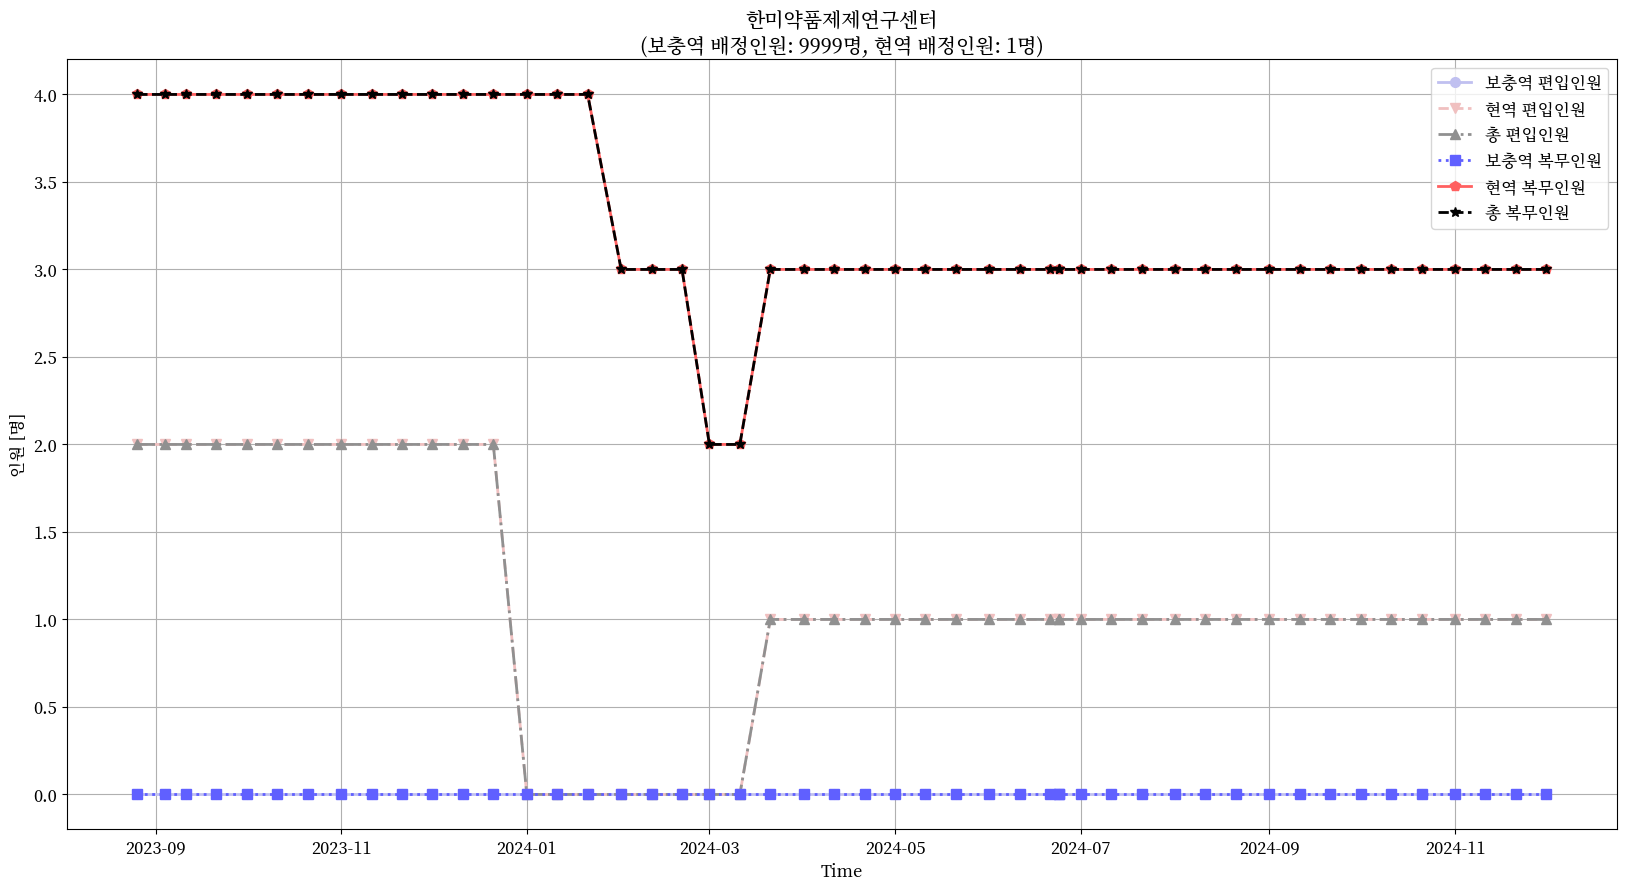 한미약품제제연구센터
(보충역 배정인원: 9999명, 현역 배정인원: 1명)
보충역 편입인원
현역 편입인원
총 편입인원
보충역 복무인원
현역 복무인원
총 복무인원
인원 [명]
4.0
3.5
3.0
2.5
2.0
1.5
1.0
0.5
0.0
2023-09 2023-11 2024-01 2024-03 2024-05 2024-07 2024-09 2024-11
Time